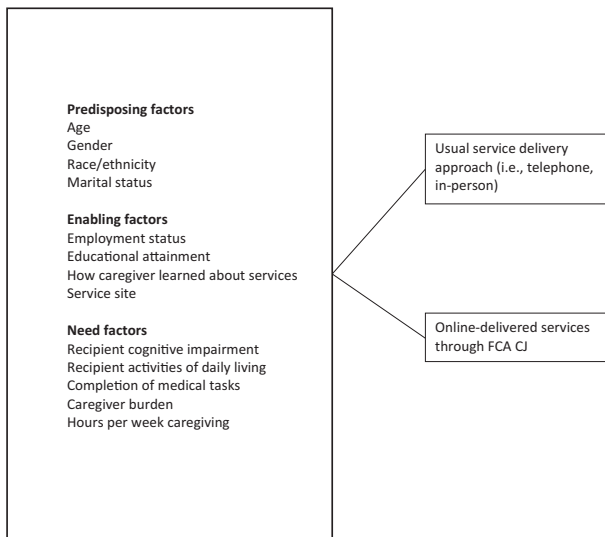 Predisposing factors
Age
Gender
Race/ethnicity
Marital status
Enabling factors
Employment status
Educational attainment
How caregiver learned about services
Service site
Need factors
Recipient cognitive impairment
Recipient activities of daily living
Completion of medical tasks
Caregiver burden
Hours per week caregiving
Usual service delivery
approach (i.e., telephone,
in-person)
Online-delivered services
through FCA CJ